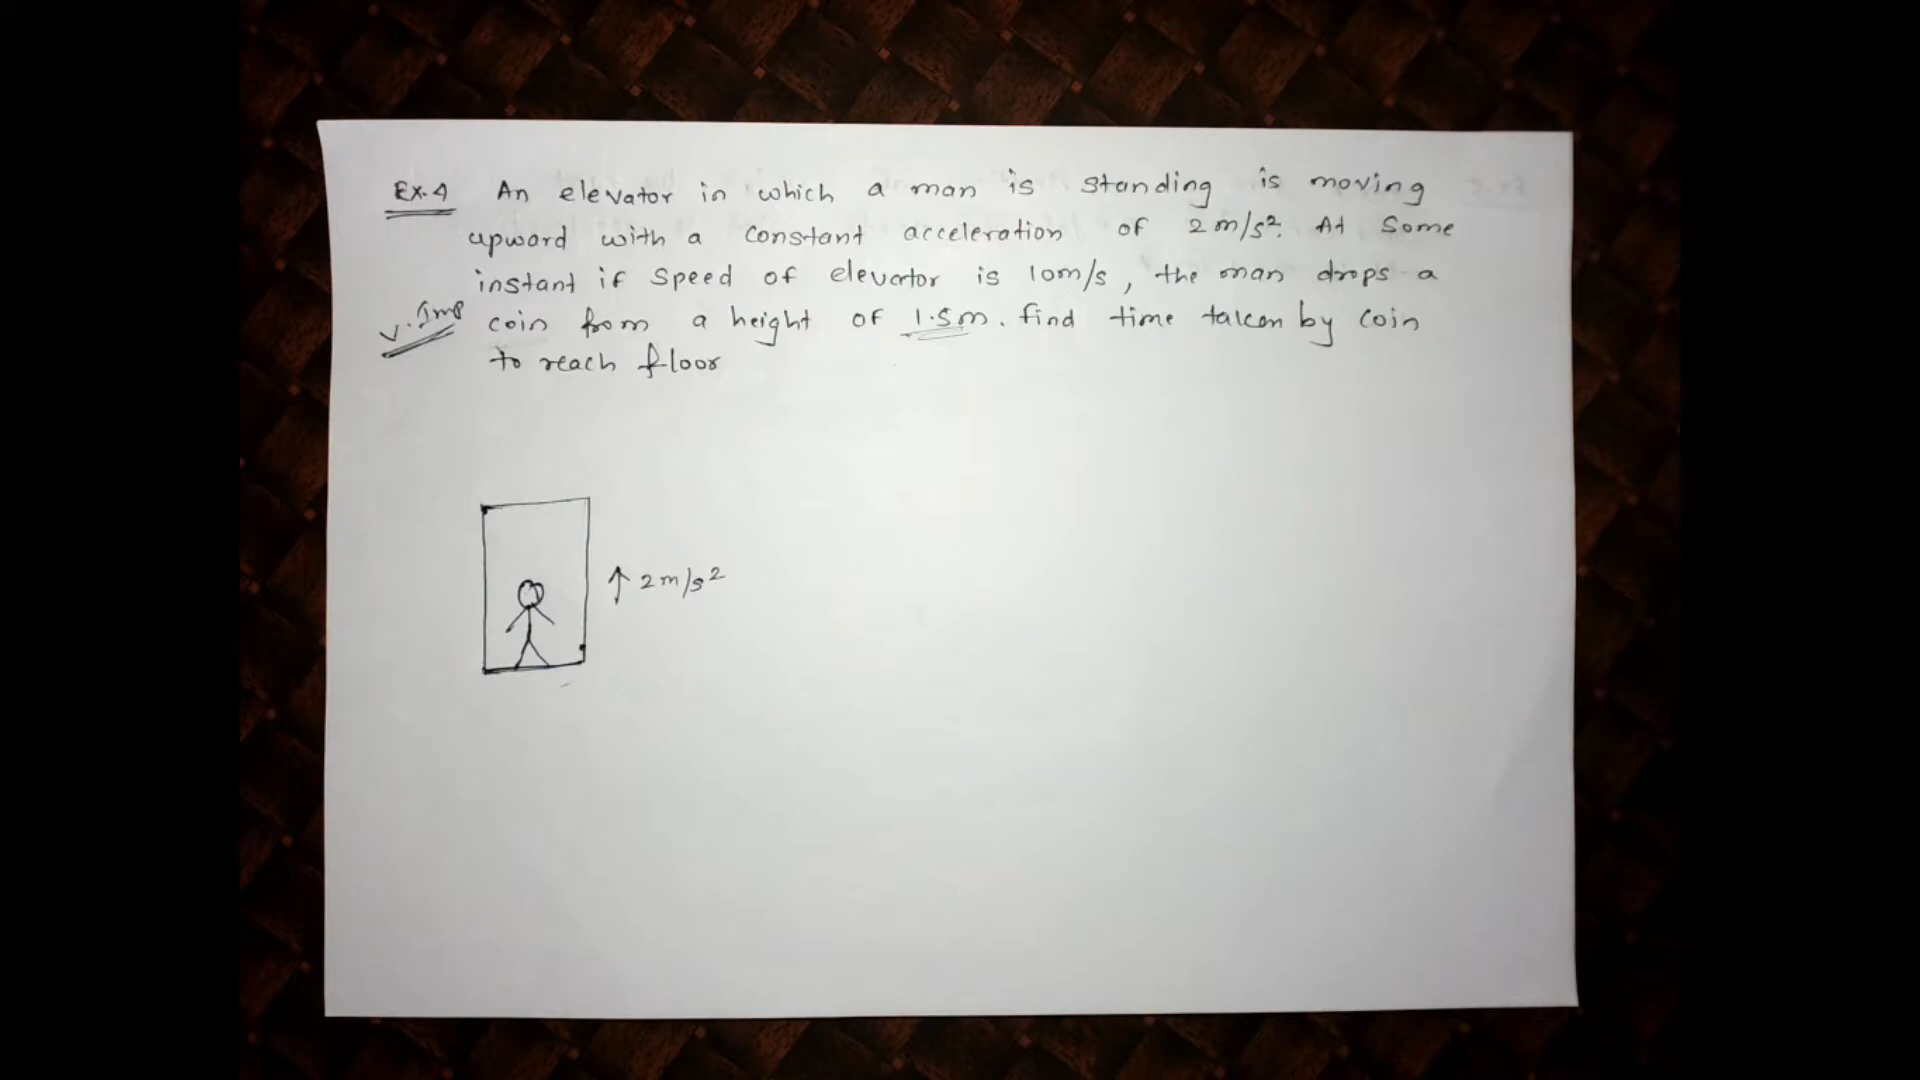 Ex.4 An elevator in which a man is standing is moving
upward with a constant acceleration of 2 m/s². At some
instant if speed of elevator is 10m/s, the man drops a
V. Imp coin from a height of 1.5m. find time taken by coin
to reach floor
↑ 2 m/s²